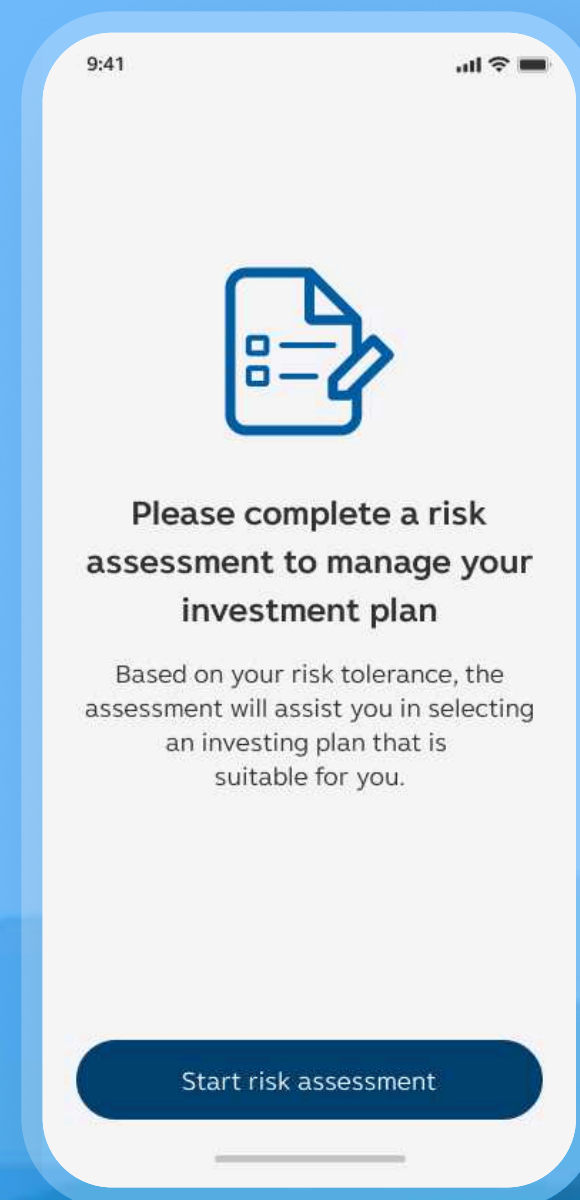 9:41
Please complete a risk
assessment to manage your
investment plan
Based on your risk tolerance, the
assessment will assist you in selecting
an investing plan that is
suitable for you.
Start risk assessment